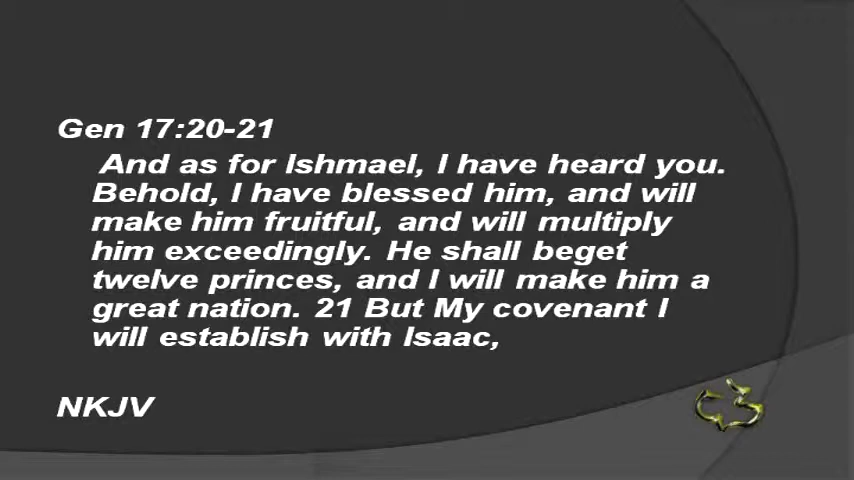 Gen 17:20-21
And as for Ishmael, I have heard you.
Behold, I have blessed him, and will
make him fruitful, and will multiply
him exceedingly. He shall beget
twelve princes, and I will make him a
great nation. 21 But My covenant I
will establish with Isaac,
NKJV